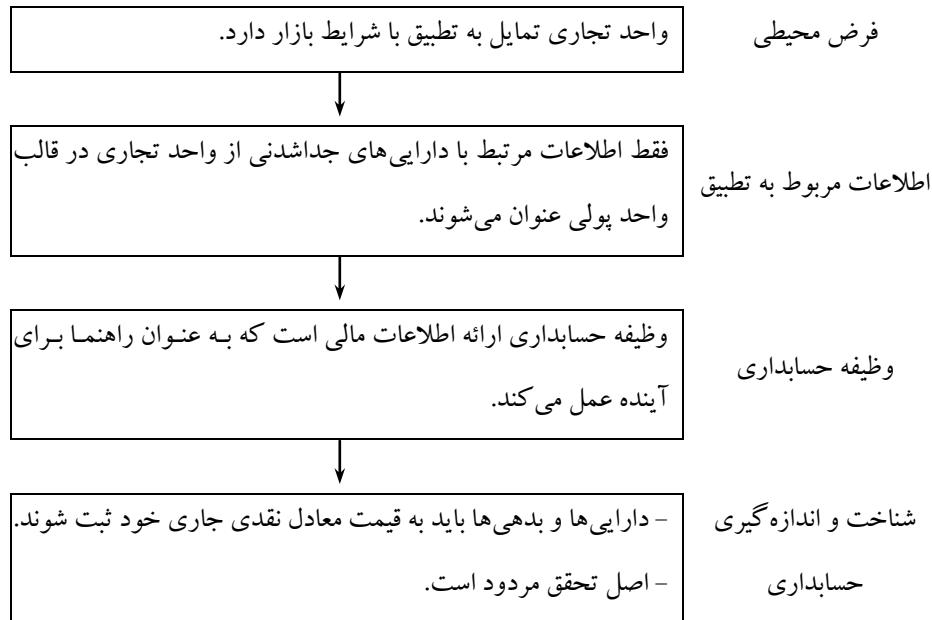 فرض محیطی
واحد تجاری تمایل به تطبیق با شرایط بازار دارد.
اطلاعات مربوط به تطبیق
فقط اطلاعات مرتبط با دارایی‌های جداشدنی از واحد تجاری در قالب
واحد پولی عنوان می‌شوند.
وظیفه حسابداری
وظیفه حسابداری ارائه اطلاعات مالی است که به عنوان راهنما برای
آینده عمل می‌کند.
شناخت و اندازه‌گیری
حسابداری
– دارایی‌ها و بدهی‌ها باید به قیمت معادل نقدی جاری خود ثبت شوند.
– اصل تحقق مردود است.